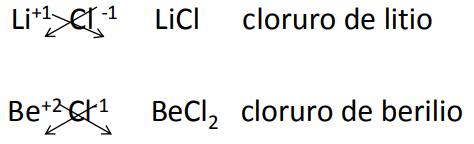 Li⁺¹ Cl⁻¹ LiCl cloruro de litio
Be⁺² Cl⁻¹ BeCl₂ cloruro de berilio